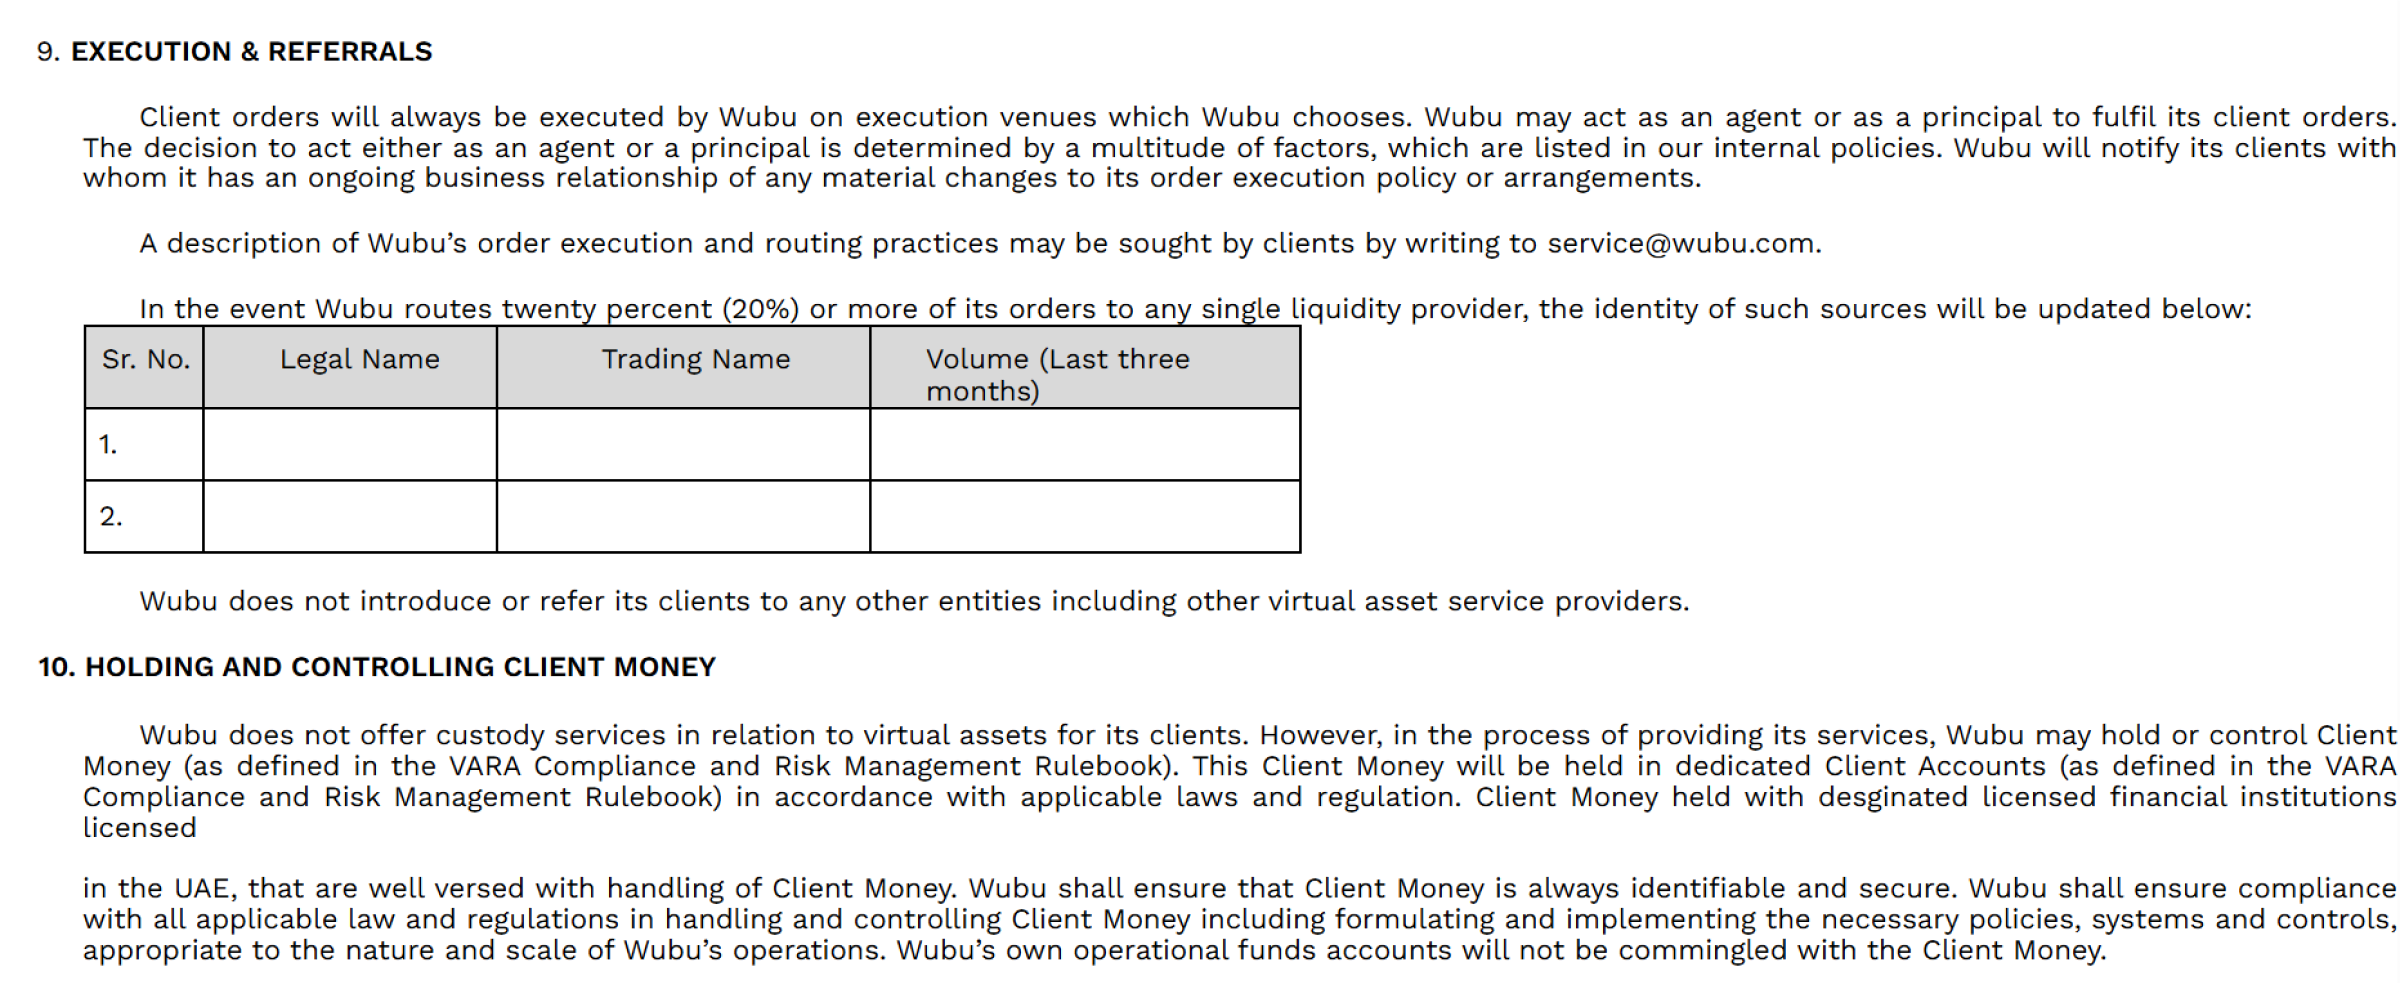 9. EXECUTION & REFERRALS
Client orders will always be executed by Wubu on execution venues which Wubu chooses. Wubu may act as an agent or as a principal to fulfil its client orders.
The decision to act either as an agent or a principal is determined by a multitude of factors, which are listed in our internal policies. Wubu will notify its clients with
whom it has an ongoing business relationship of any material changes to its order execution policy or arrangements.
A description of Wubu’s order execution and routing practices may be sought by clients by writing to service@wubu.com.
In the event Wubu routes twenty percent (20%) or more of its orders to any single liquidity provider, the identity of such sources will be updated below:
Sr. No. Legal Name Trading Name Volume (Last three
months)
1.
2.
Wubu does not introduce or refer its clients to any other entities including other virtual asset service providers.
10. HOLDING AND CONTROLLING CLIENT MONEY
Wubu does not offer custody services in relation to virtual assets for its clients. However, in the process of providing its services, Wubu may hold or control Client
Money (as defined in the VARA Compliance and Risk Management Rulebook). This Client Money will be held in dedicated Client Accounts (as defined in the VARA
Compliance and Risk Management Rulebook) in accordance with applicable laws and regulation. Client Money held with desginated licensed financial institutions
licensed
in the UAE, that are well versed with handling of Client Money. Wubu shall ensure that Client Money is always identifiable and secure. Wubu shall ensure compliance
with all applicable law and regulations in handling and controlling Client Money including formulating and implementing the necessary policies, systems and controls,
appropriate to the nature and scale of Wubu’s operations. Wubu’s own operational funds accounts will not be commingled with the Client Money.